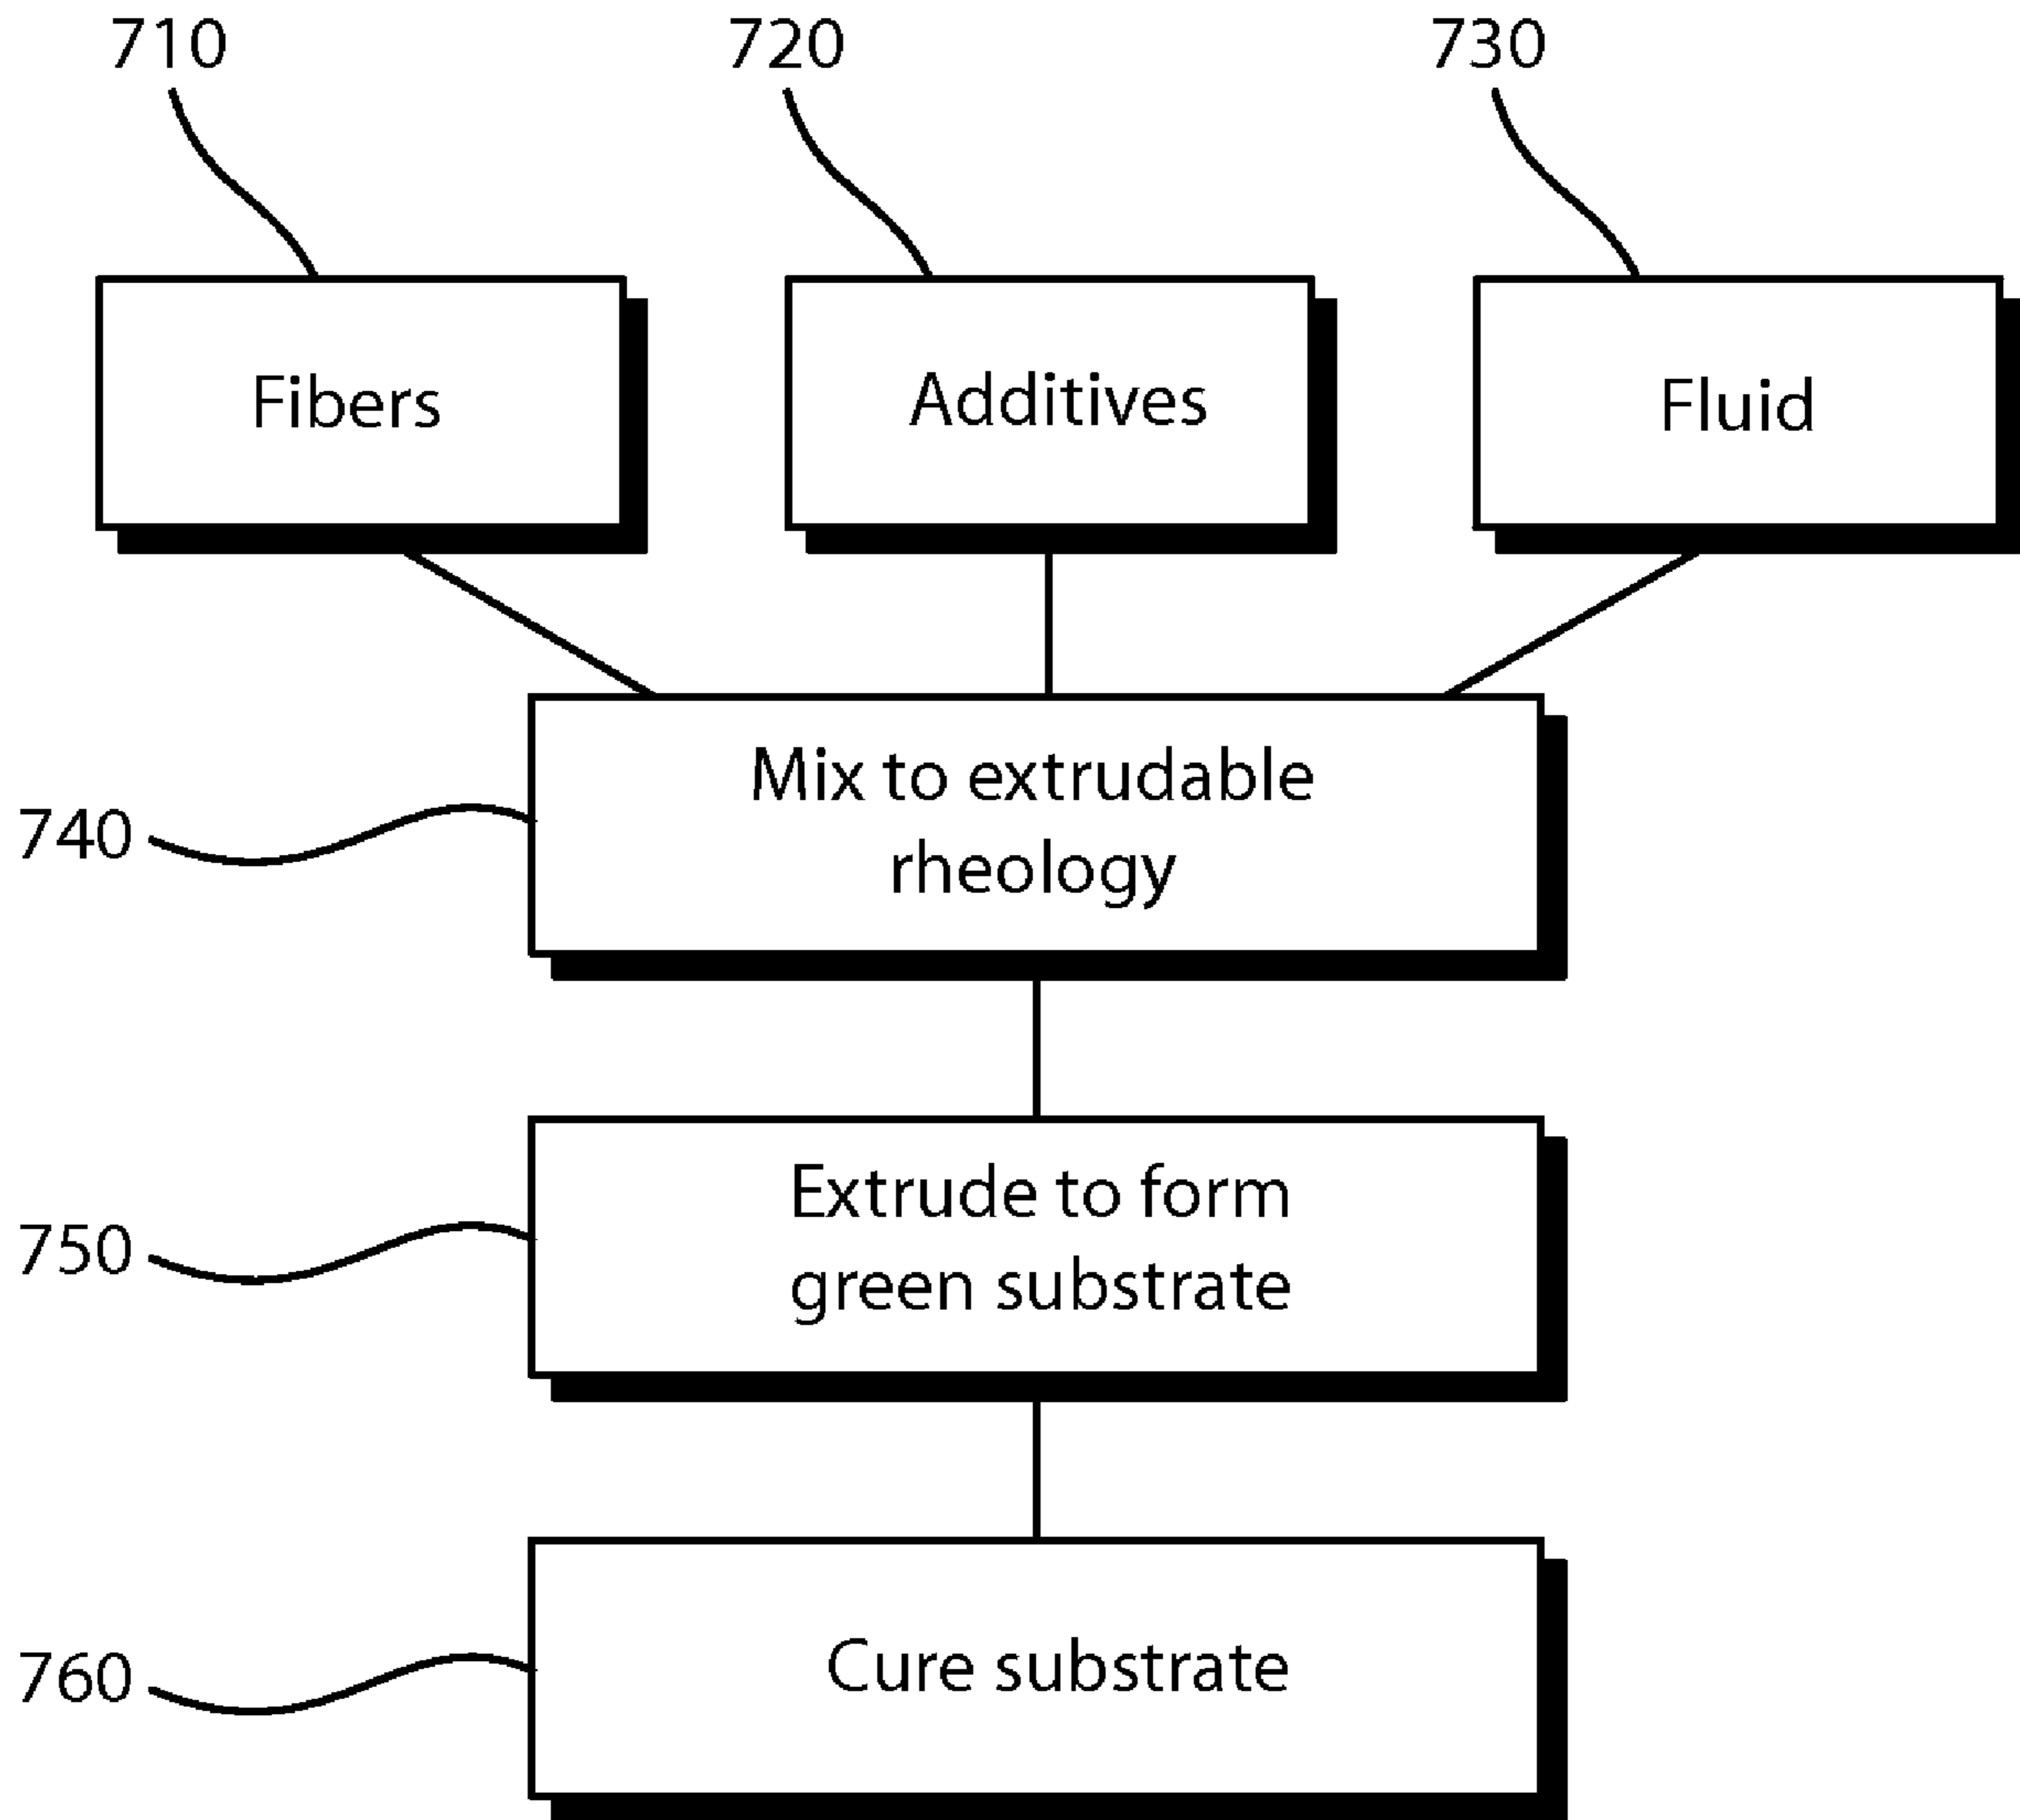 710
720
730
Fibers
Additives
Fluid
740
Mix to extrudable
rheology
750
Extrude to form
green substrate
760
Cure substrate